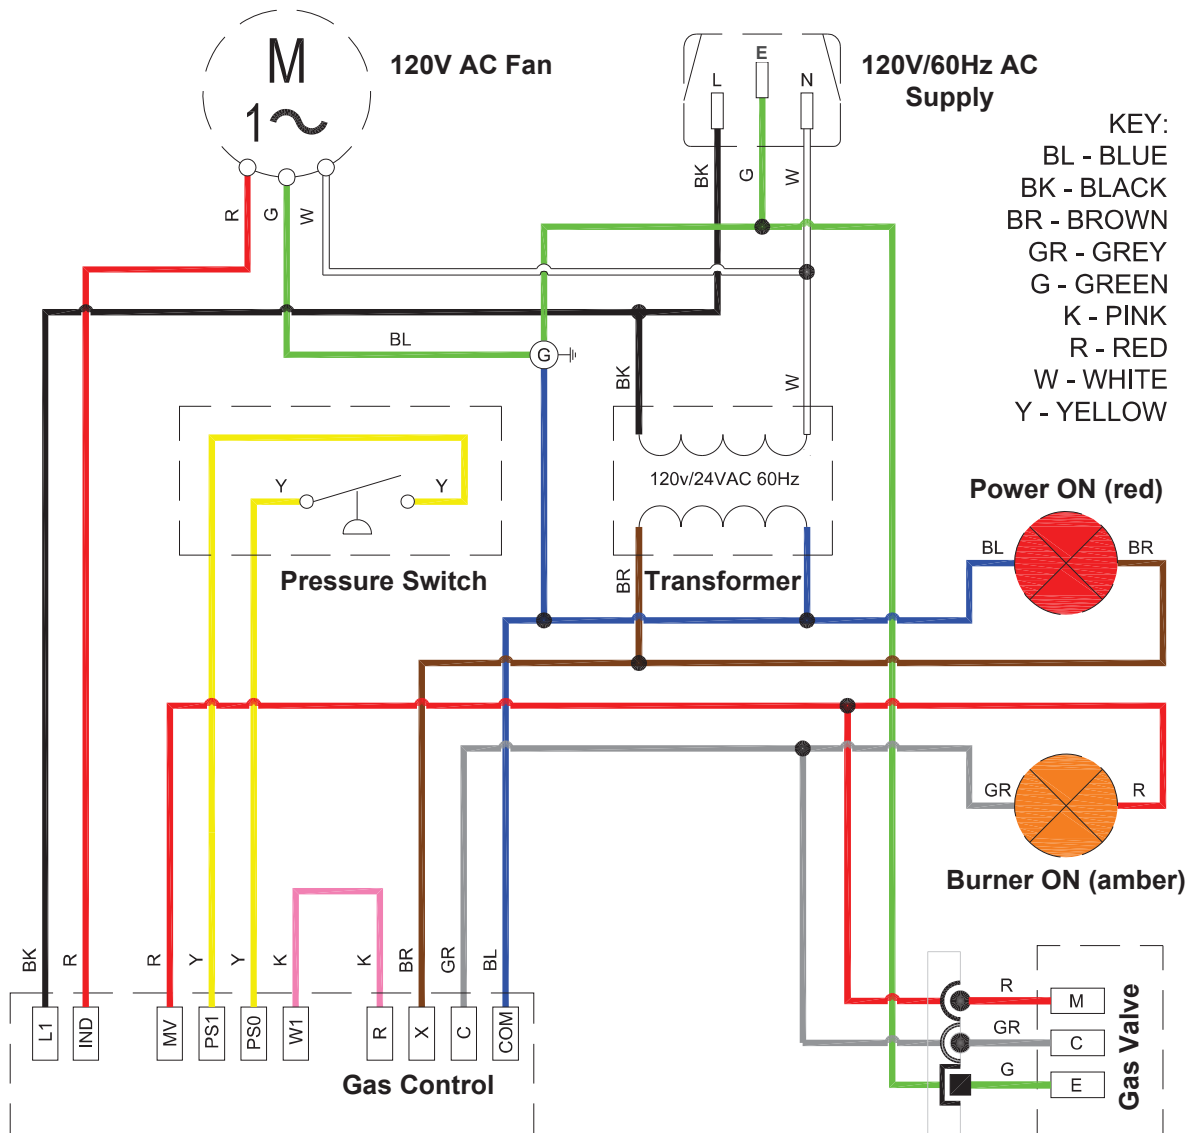 M
1
120V AC Fan
L
E
N
120V/60Hz AC
Supply
KEY:
BL - BLUE
BK - BLACK
BR - BROWN
GR - GREY
G - GREEN
K - PINK
R - RED
W - WHITE
Y - YELLOW
R
G
W
BK
G
W
BL
G
BK
W
Y
Y
Pressure Switch
120v/24VAC 60Hz
BR
Transformer
Power ON (red)
BL
BR
GR
R
Burner ON (amber)
BK
R
R
Y
Y
K
K
BR
GR
BL
L1
IND
MV
PS1
PS0
W1
R
X
C
COM
Gas Control
R
M
GR
C
G
E
Gas Valve